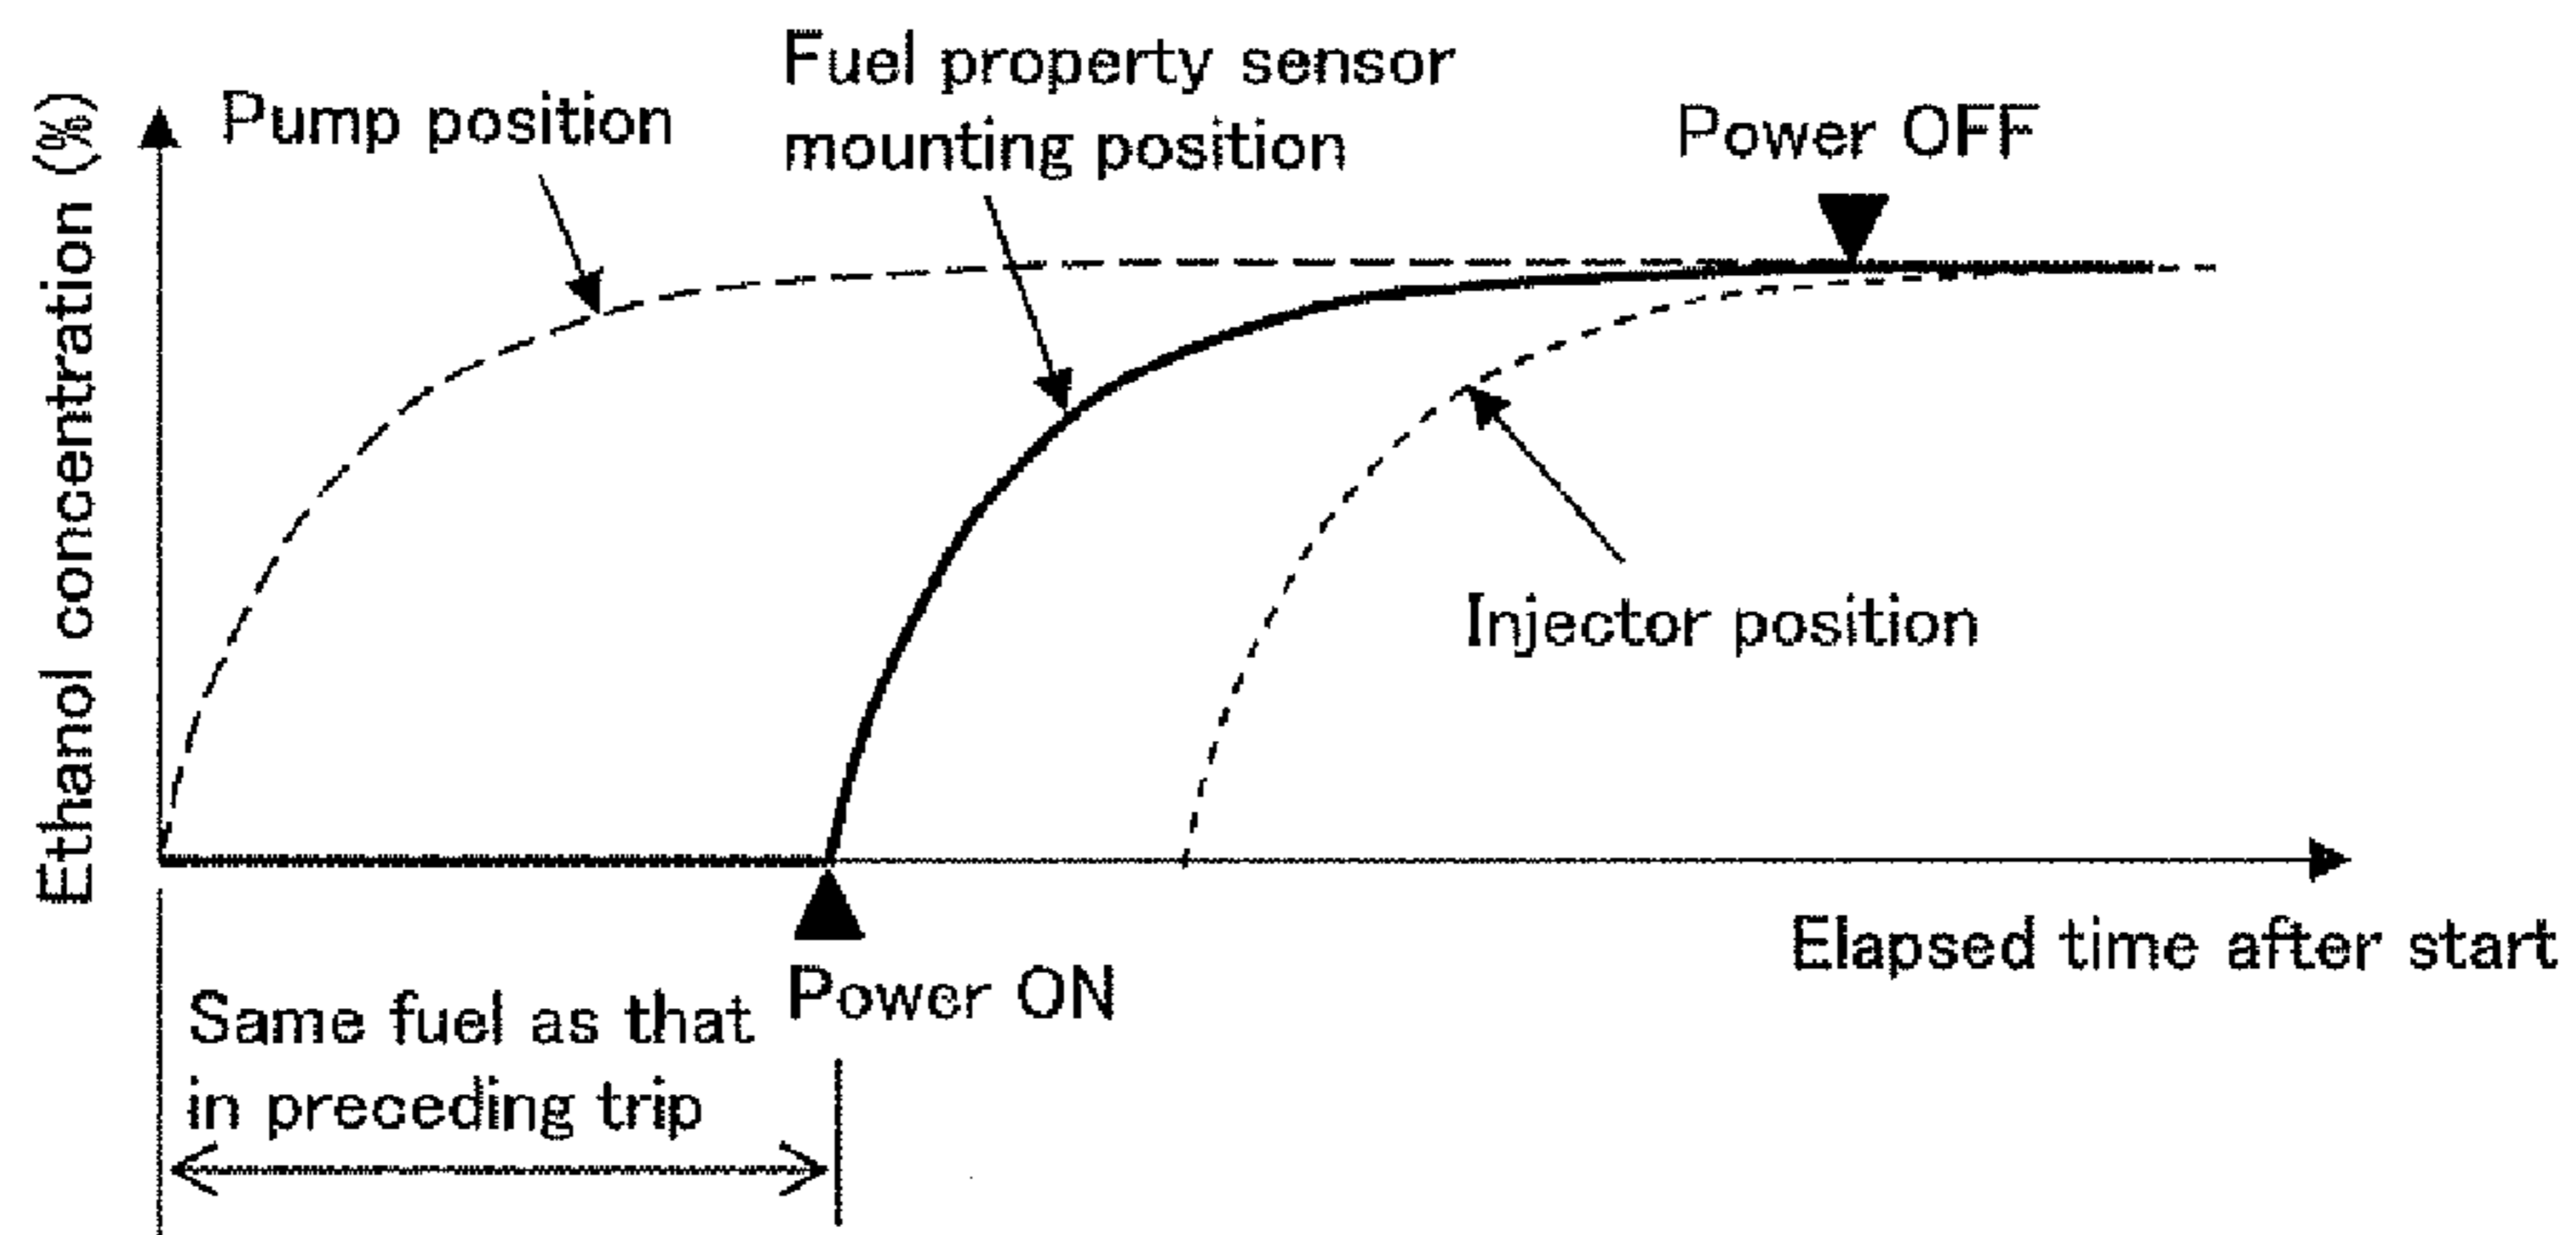 Fuel property sensor
mounting position
Pump position
Power OFF
Ethanol concentration (%)
Injector position
Elapsed time after start
Power ON
Same fuel as that
in preceding trip